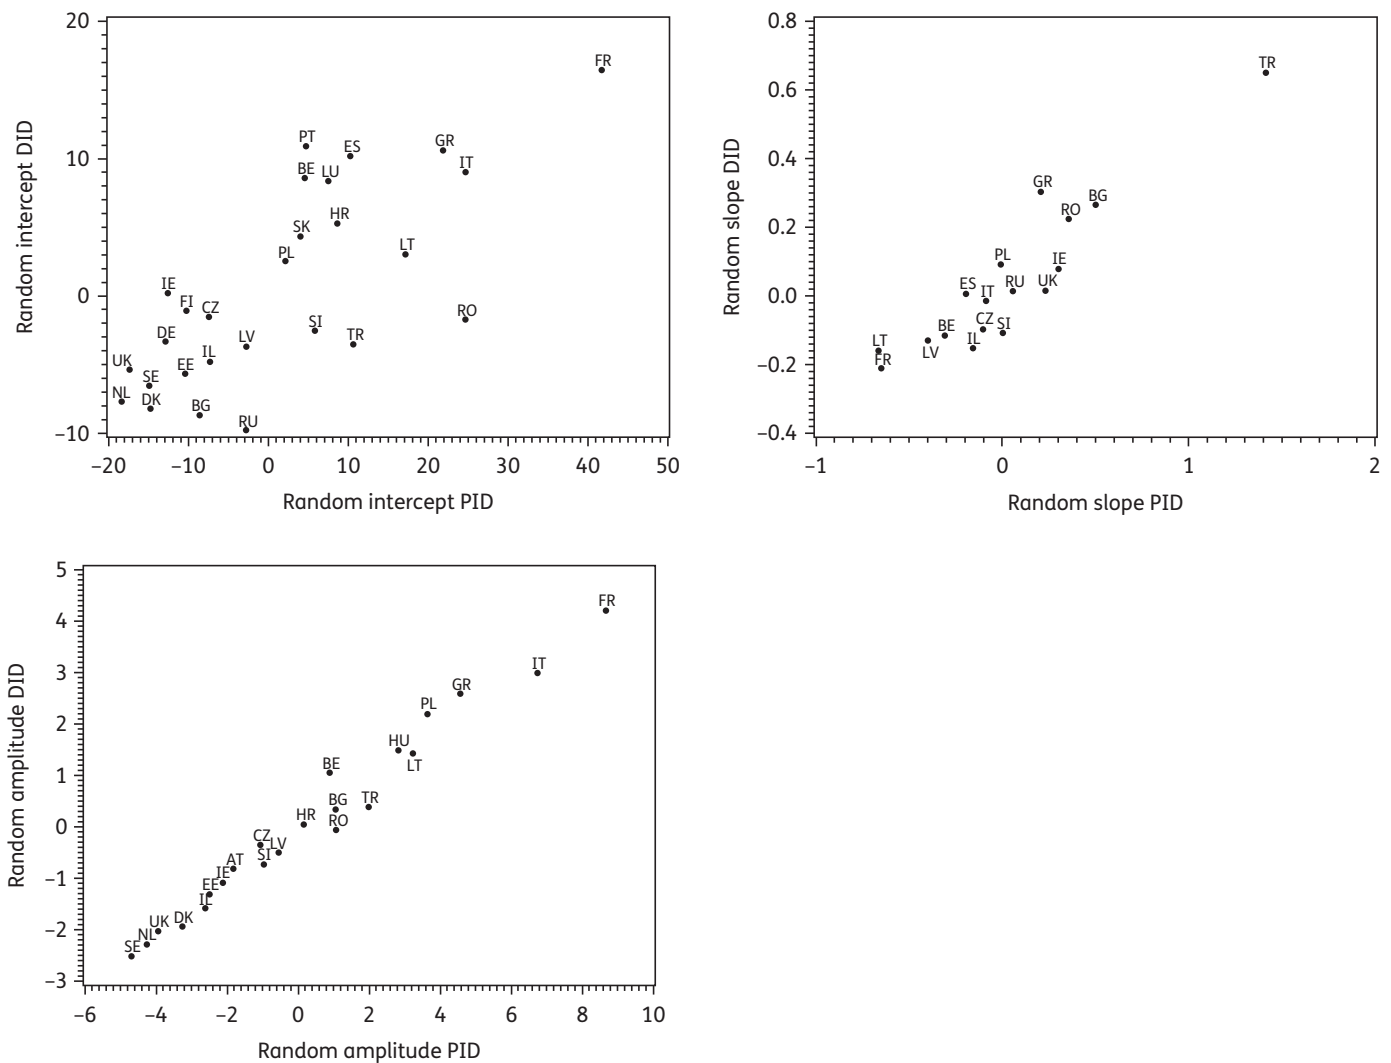 20
10
0
−10
Random intercept DID
FR
PT
ES
GR
IT
BE
LU
HR
SK
PL
LT
IE
FI
CZ
SI
RO
DE
LV
TR
IL
UK
EE
SE
NL
DK
BG
RU
−20 −10 0 10 20 30 40 50
Random intercept PID
0.8
0.6
0.4
0.2
0.0
−0.2
−0.4
Random slope DID
TR
GR
BG
RO
PL
IE
ES
IT
RU
UK
BE
CZ
SI
LT
LV
IL
FR
−1 0 1 2
Random slope PID
5
4
3
2
1
0
−1
−2
−3
Random amplitude DID
FR
IT
GR
PL
HU
LT
BE
BG
TR
HR
RO
CZ
LV
SI
AT
IE
EE
IL
DK
UK
NL
SE
−6 −4 −2 0 2 4 6 8 10
Random amplitude PID